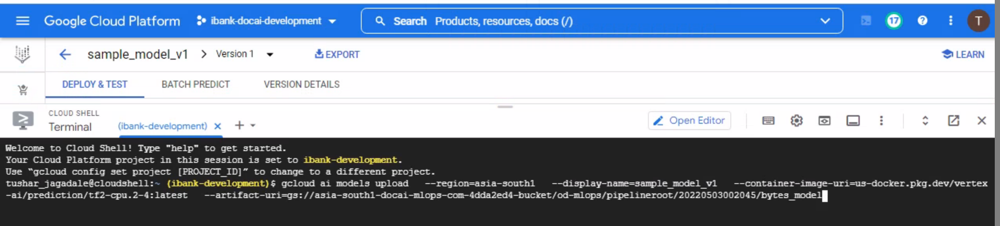 Google Cloud Platform ibank-docai-development Search Products, resources, docs (/) 17 ? T
sample_model_v1 > Version 1 EXPORT LEARN
DEPLOY & TEST BATCH PREDICT VERSION DETAILS
CLOUD SHELL
Terminal (ibank-development) Open Editor
Welcome to Cloud Shell! Type "help" to get started.
Your Cloud Platform project in this session is set to ibank-development.
Use “gcloud config set project [PROJECT_ID]” to change to a different project.
tushar_jagadale@cloudshell:~ (ibank-development)$ gcloud ai models upload --region=asia-south1 --display-name=sample_model_v1 --container-image-uri=us-docker.pkg.dev/vertex
-ai/prediction/tf2-cpu.2-4:latest --artifact-uri=gs://asia-south1-docai-mlops-com-4dda2ed4-bucket/od-mlops/pipelineroot/20220503002045/bytes_model